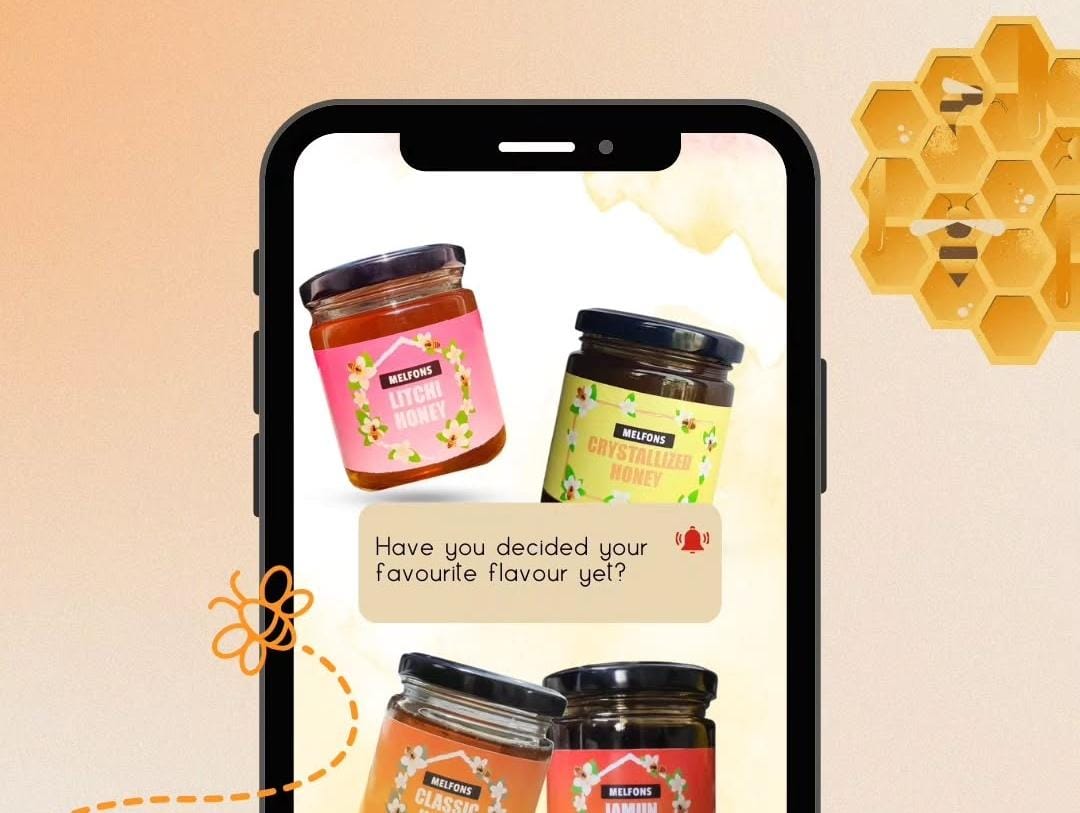 MELFONS
LITCHI
HONEY
MELFONS
CRYSTALLIZED
HONEY
Have you decided your
favourite flavour yet?
MELFONS
CLASSIC
MELFONS
JAMUN